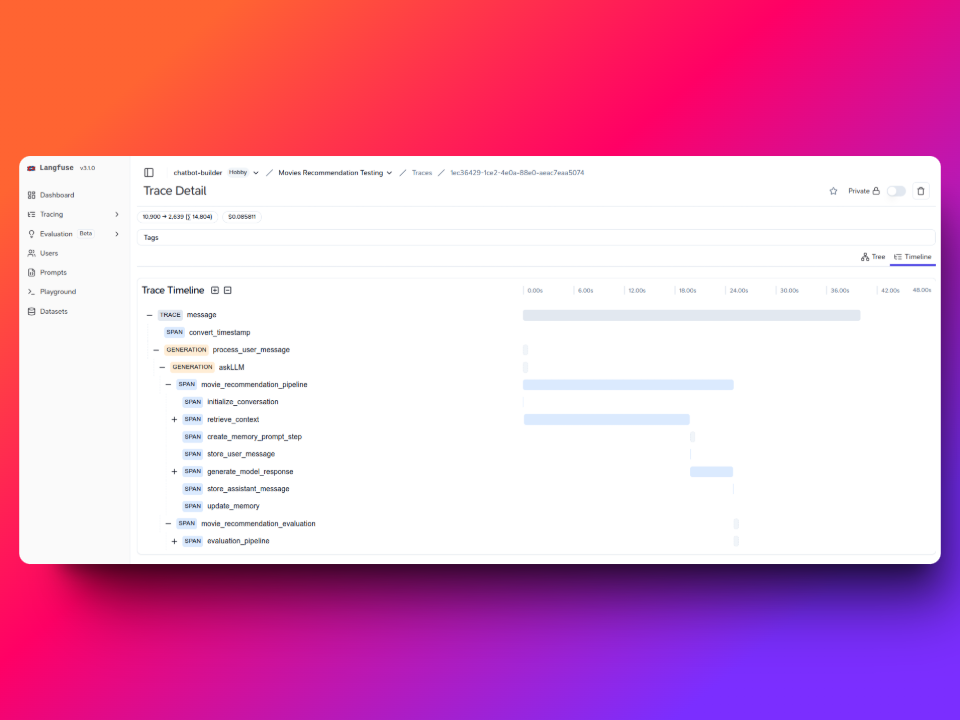 Langfuse v3.1.0
Dashboard
Tracing
Evaluation Beta
Users
Prompts
Playground
Datasets
chatbot-builder Hobby / Movies Recommendation Testing / Traces / 1ec36429-1ce2-4e0a-88e0-aeac7eaa5074
Trace Detail
Private
10,900 → 2,639 (∑ 14,804) $0.085811
Tags
Tree Timeline
Trace Timeline 0.00s 6.00s 12.00s 18.00s 24.00s 30.00s 36.00s 42.00s 48.00s
TRACE message
SPAN convert_timestamp
GENERATION process_user_message
GENERATION askLLM
SPAN movie_recommendation_pipeline
SPAN initialize_conversation
SPAN retrieve_context
SPAN create_memory_prompt_step
SPAN store_user_message
SPAN generate_model_response
SPAN store_assistant_message
SPAN update_memory
SPAN movie_recommendation_evaluation
SPAN evaluation_pipeline